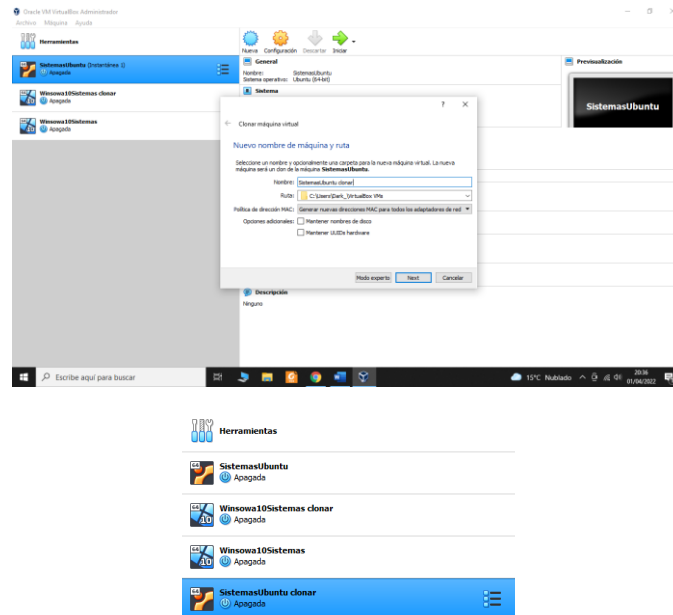 Oracle VM VirtualBox Administrador
Archivo Máquina Ayuda
Herramientas
SistemasUbuntu (Instantánea 1)
Apagada
Winsowa10Sistemas clonar
Apagada
Winsowa10Sistemas
Apagada
Nueva Configuración Descartar Iniciar
General
Nombre: SistemasUbuntu
Sistema operativo: Ubuntu (64-bit)
Sistema
Previsualización
SistemasUbuntu
Clonar máquina virtual
Nuevo nombre de máquina y ruta
Seleccione un nombre y opcionalmente una carpeta para la nueva máquina virtual. La nueva
máquina será un clon de la máquina SistemasUbuntu.
Nombre: SistemasUbuntu clonar
Ruta: C:\Users\Dark_\VirtualBox VMs
Política de dirección MAC: Generar nuevas direcciones MAC para todos los adaptadores de red
Opciones adicionales: Mantener nombres de disco
Mantener UUIDs hardware
Modo experto Next Cancelar
Descripción
Ninguno
Escribe aquí para buscar
15°C Nublado
20:36
01/04/2022
Herramientas
SistemasUbuntu
Apagada
Winsowa10Sistemas clonar
Apagada
Winsowa10Sistemas
Apagada
SistemasUbuntu clonar
Apagada